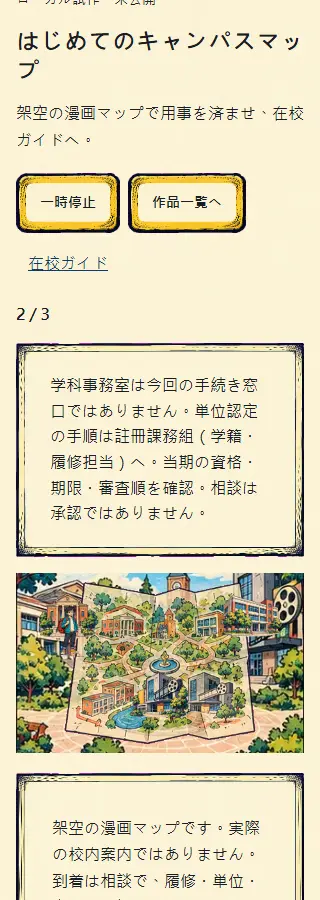 はじめてのキャンパスマッ
プ
架空の漫画マップで用事を済ませ、在校
ガイドへ。
一時停止
作品一覧へ
在校ガイド
2/3
学科事務室は今回の手続き窓
口ではありません。単位認定
の手順は註冊課務組(学籍・
履修担当)へ。当期の資格・
期限・審査順を確認。相談は
承認ではありません。
架空の漫画マップです。実際
の校内案内ではありません。
到着は相談で、履修・単位・